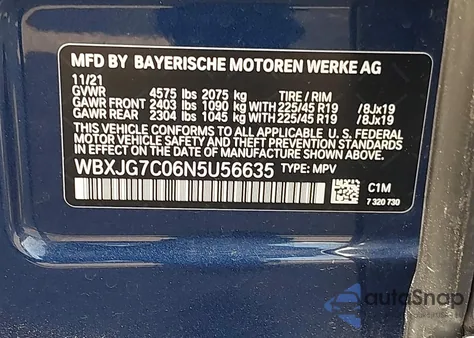 MFD BY BAYERISCHE MOTOREN WERKE AG
11/21
GVWR 4575 lbs 2075 kg TIRE / RIM
GAWR FRONT 2403 lbs 1090 kg WITH 225/45 R19 /8Jx19
GAWR REAR 2304 lbs 1045 kg WITH 225/45 R19 /8Jx19
THIS VEHICLE CONFORMS TO ALL APPLICABLE U. S. FEDERAL
MOTOR VEHICLE SAFETY, BUMPER, AND THEFT PREVENTION
STANDARDS IN EFFECT ON THE DATE OF MANUFACTURE SHOWN ABOVE.
WBXJG7C06N5U56635 TYPE: MPV
C1M
7 320 730
autoSnap